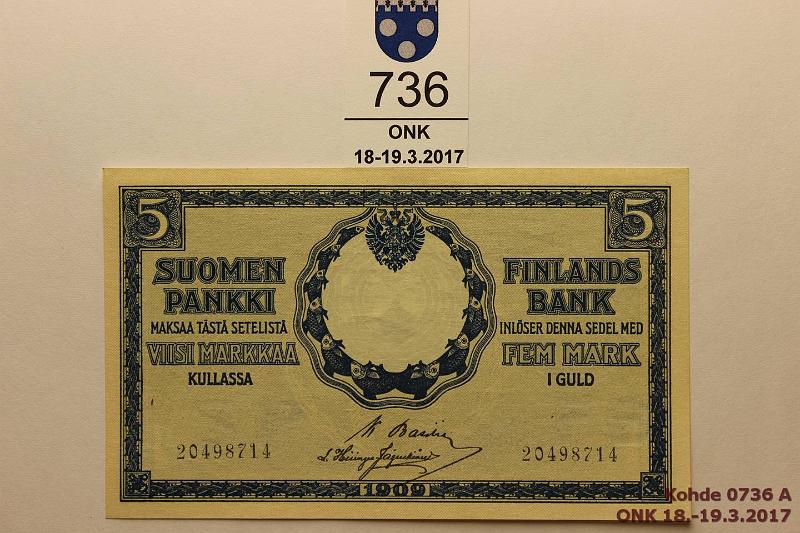 736
ONK
18-19.3.2017
5
5
SUOMEN
PANKKI
MAKSAA TÄSTÄ SETELISTÄ
VIISI MARKKAA
KULLASSA
FINLANDS
BANK
INLÖSER DENNA SEDEL MED
FEM MARK
I GULD
20498714
20498714
1909
Kohde 0736 A
ONK 18.-19.3.2017